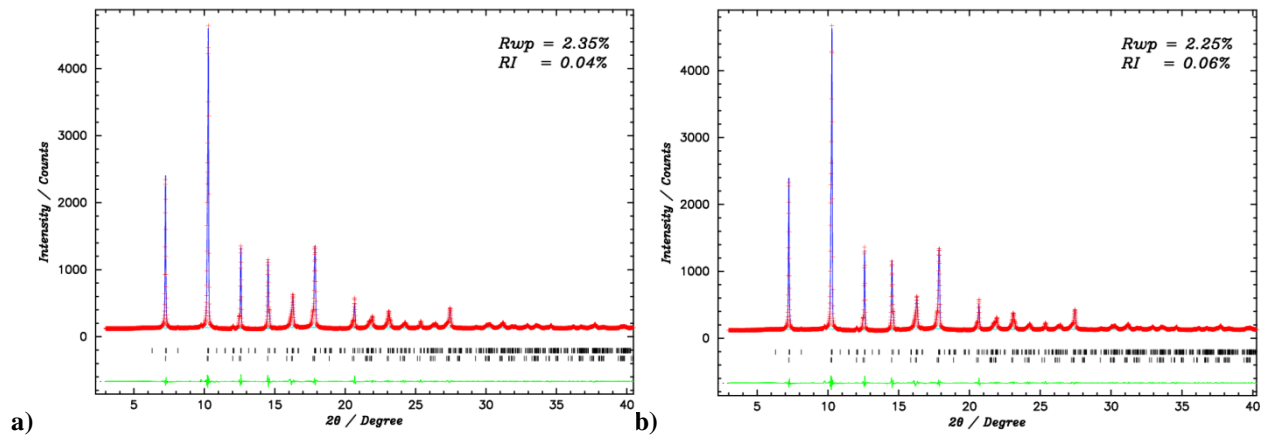 Rwp = 2.35%
RI = 0.04%
4000
3000
2000
1000
0
Intensity / Counts
5 10 15 20 25 30 35 40
2θ / Degree
a)
Rwp = 2.25%
RI = 0.06%
4000
3000
2000
1000
0
Intensity / Counts
5 10 15 20 25 30 35 40
2θ / Degree
b)